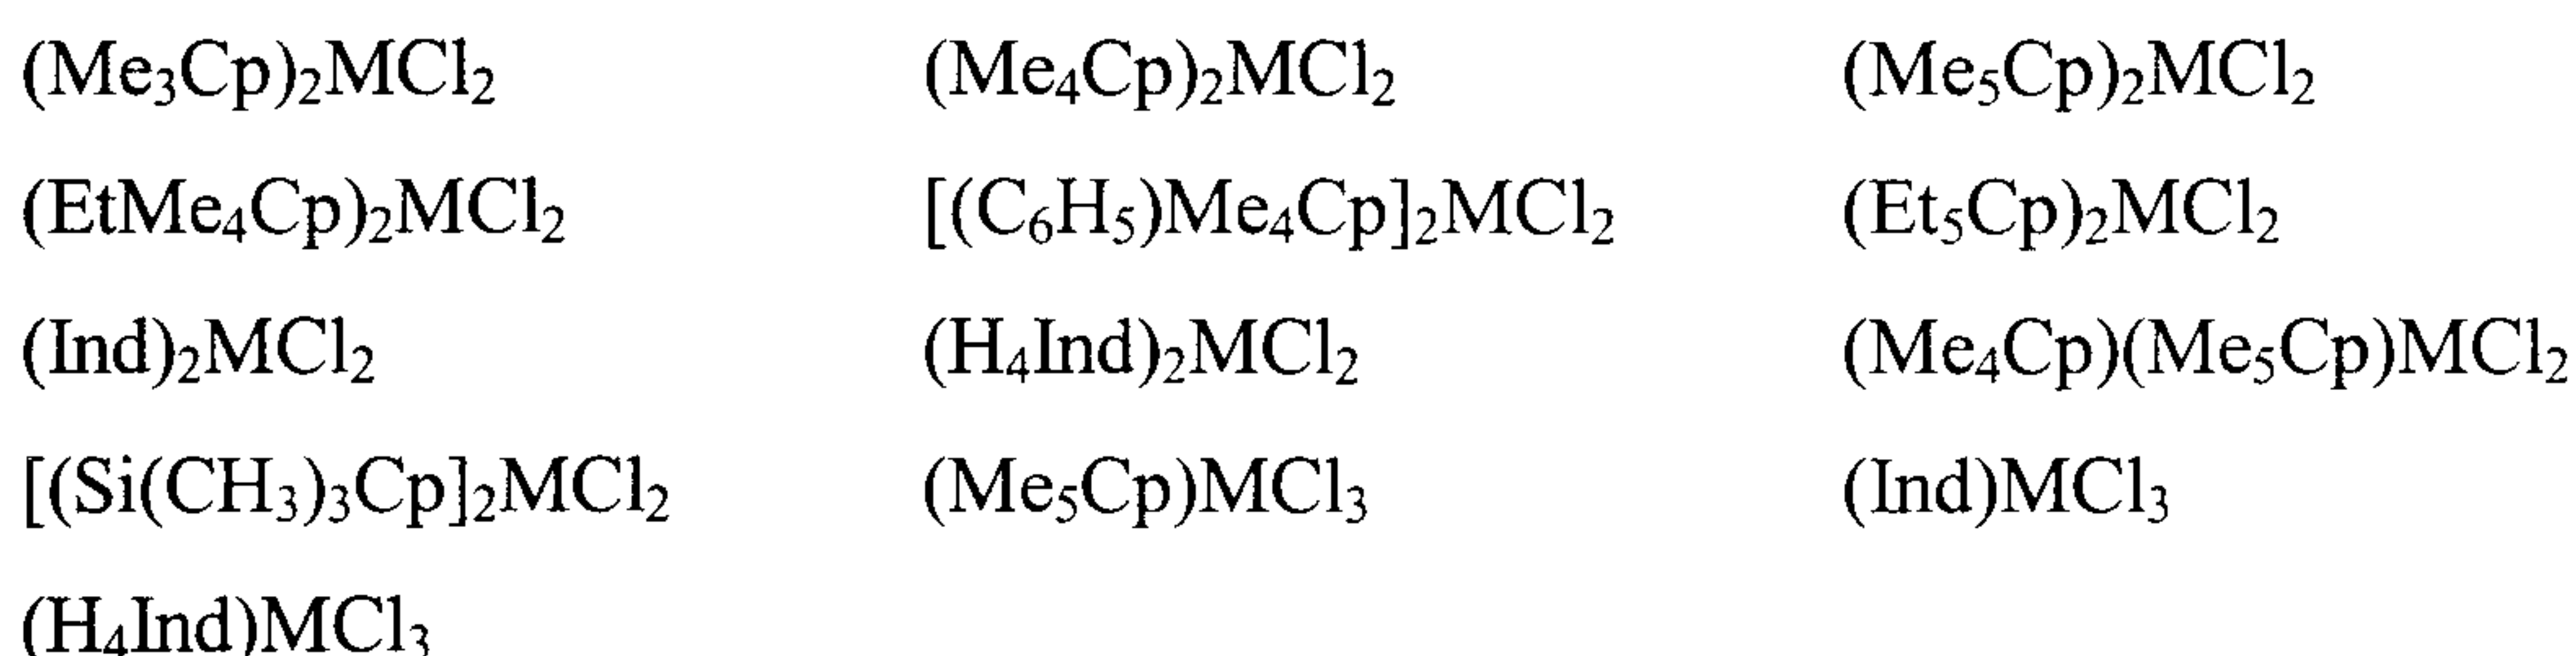 (Me₃Cp)₂MCl₂ (Me₄Cp)₂MCl₂ (Me₅Cp)₂MCl₂
(EtMe₄Cp)₂MCl₂ [(C₆H₅)Me₄Cp]₂MCl₂ (Et₅Cp)₂MCl₂
(Ind)₂MCl₂ (H₄Ind)₂MCl₂ (Me₄Cp)(Me₅Cp)MCl₂
[(Si(CH₃)₃Cp]₂MCl₂ (Me₅Cp)MCl₃ (Ind)MCl₃
(H₄Ind)MCl₃